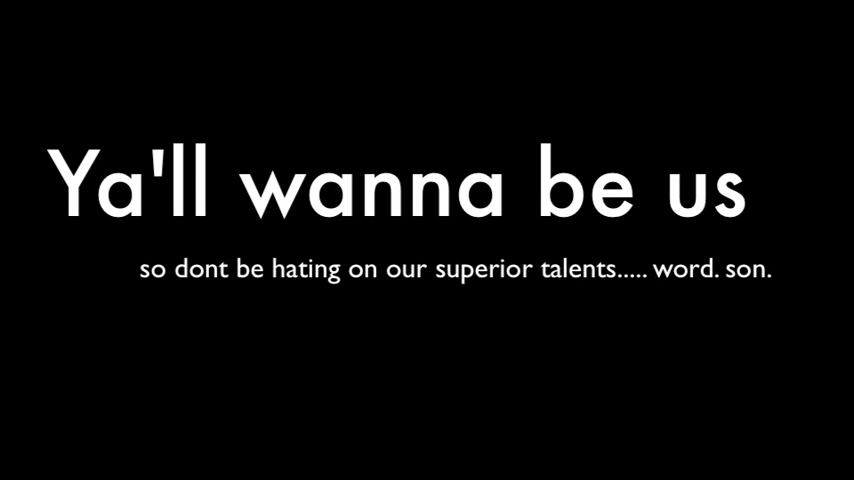 Ya'll wanna be us
so dont be hating on our superior talents..... word. son.